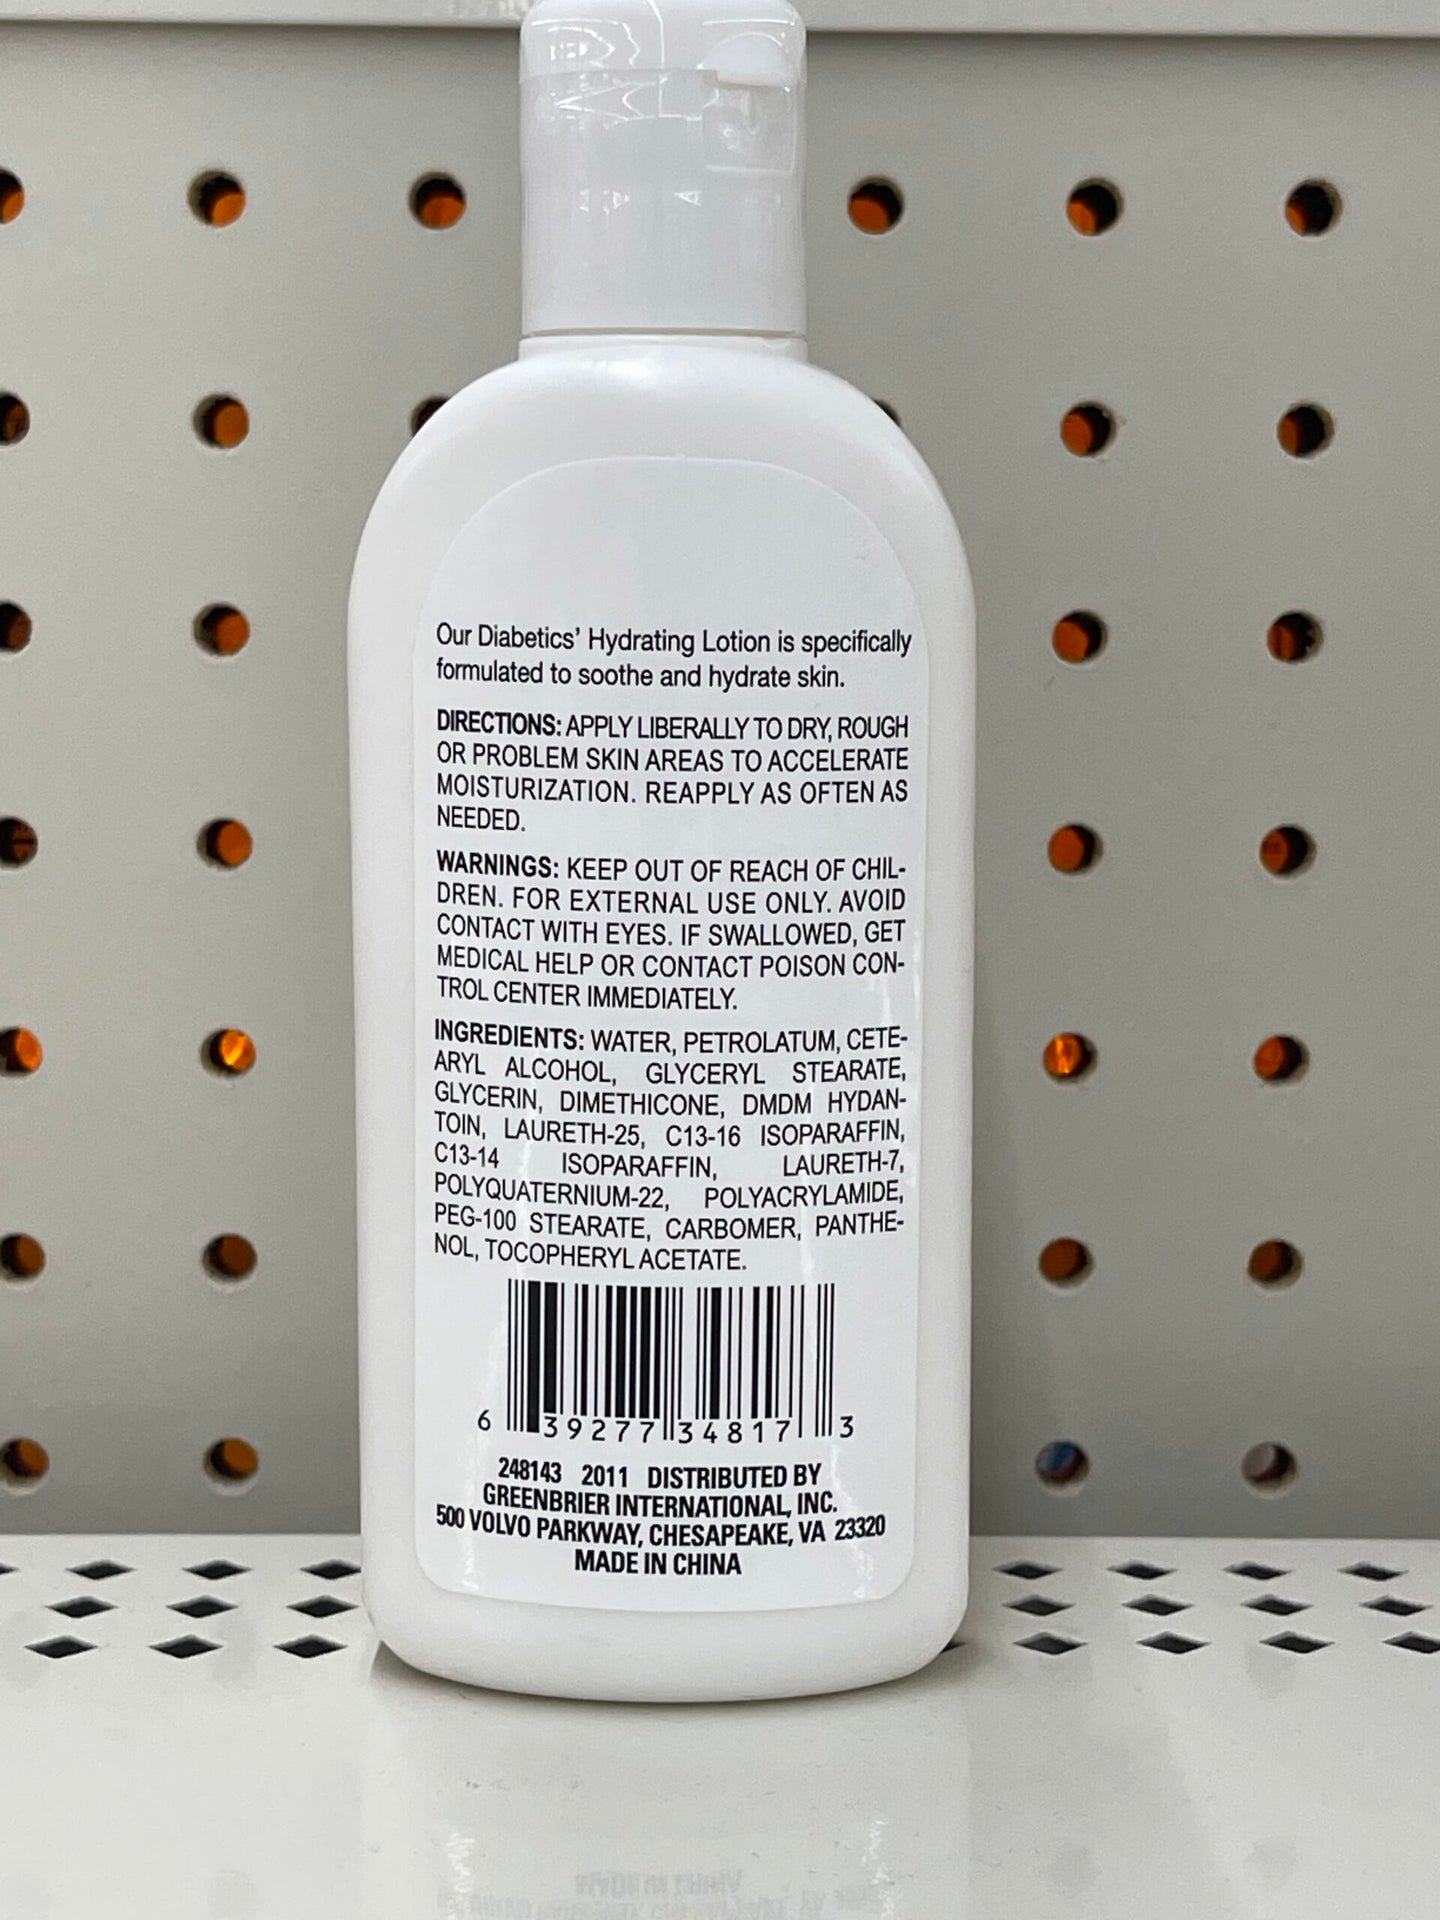 Our Diabetics' Hydrating Lotion is specifically
formulated to soothe and hydrate skin.
DIRECTIONS: APPLY LIBERALLY TO DRY, ROUGH
OR PROBLEM SKIN AREAS TO ACCELERATE
MOISTURIZATION. REAPPLY AS OFTEN AS
NEEDED.
WARNINGS: KEEP OUT OF REACH OF CHIL-
DREN. FOR EXTERNAL USE ONLY. AVOID
CONTACT WITH EYES. IF SWALLOWED, GET
MEDICAL HELP OR CONTACT POISON CON-
TROL CENTER IMMEDIATELY.
INGREDIENTS: WATER, PETROLATUM, CETE-
ARYL ALCOHOL, GLYCERYL STEARATE,
GLYCERIN, DIMETHICONE, DMDM HYDAN-
TOIN, LAURETH-25, C13-16 ISOPARAFFIN,
C13-14 ISOPARAFFIN, LAURETH-7,
POLYQUATERNIUM-22, POLYACRYLAMIDE,
PEG-100 STEARATE, CARBOMER, PANTHE-
NOL, TOCOPHERYL ACETATE.
6 39277 34817 3
248143 2011 DISTRIBUTED BY
GREENBRIER INTERNATIONAL, INC.
500 VOLVO PARKWAY, CHESAPEAKE, VA 23320
MADE IN CHINA